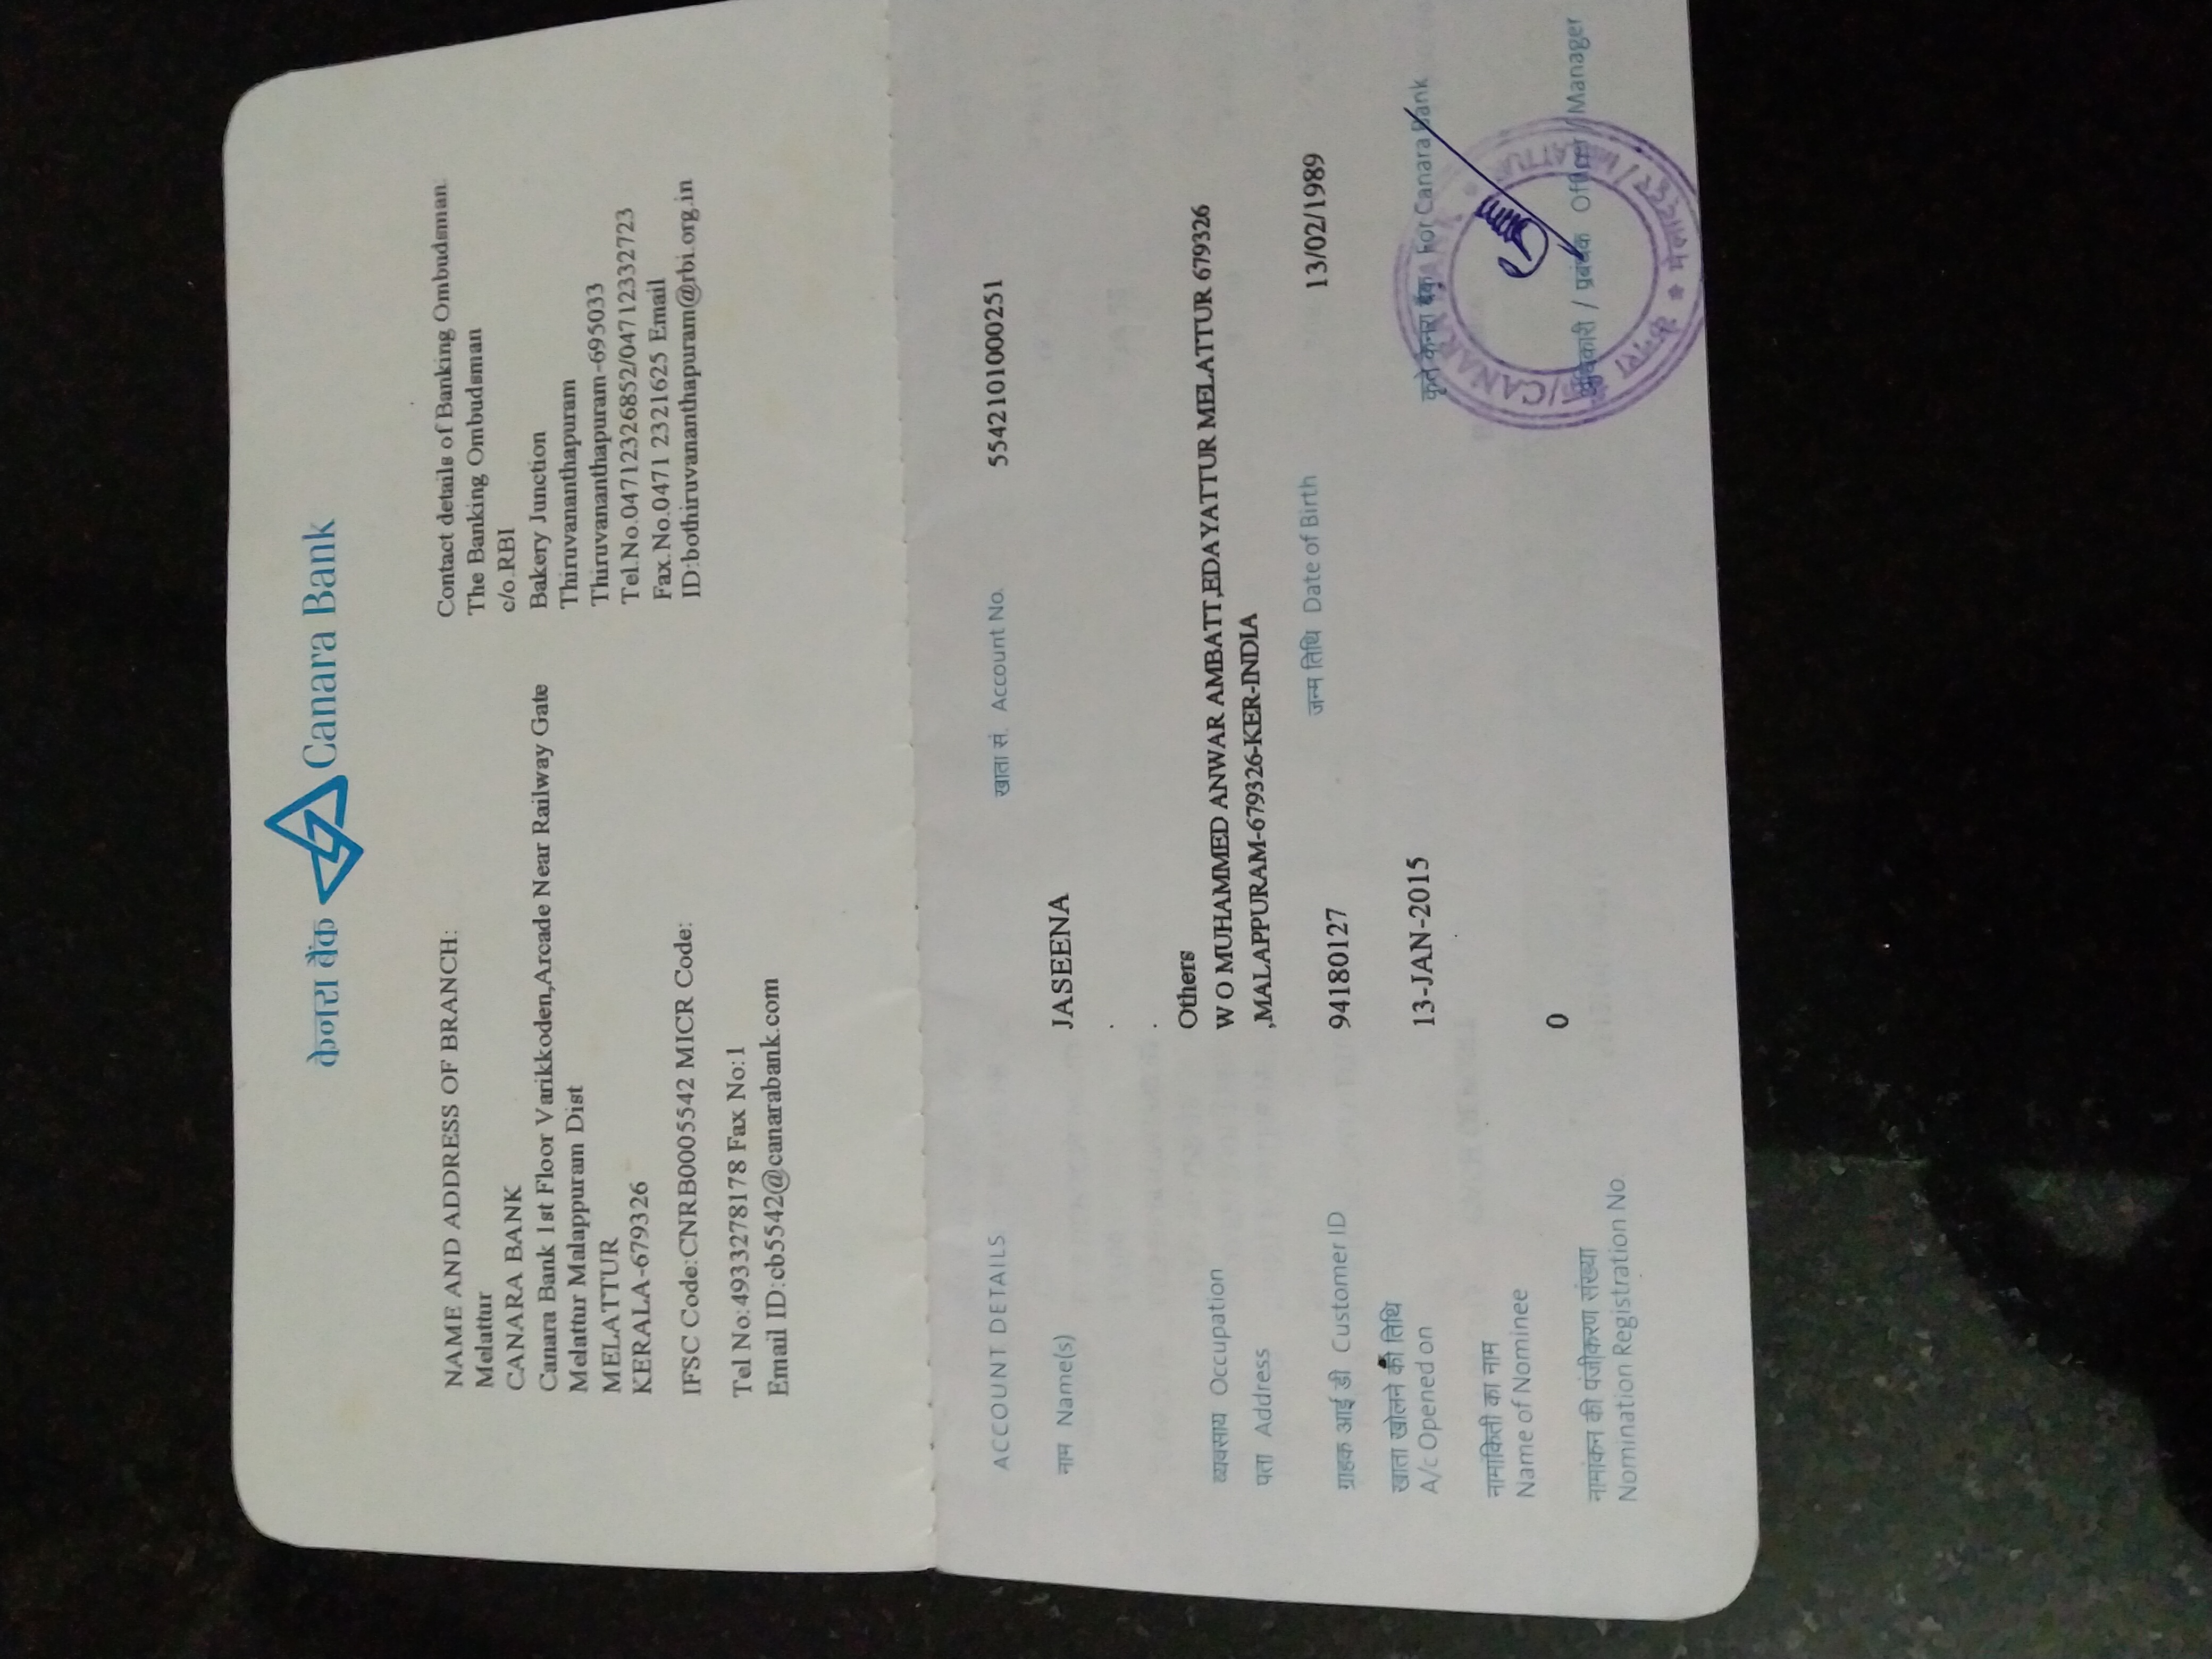 केनरा बैंक Canara Bank
NAME AND ADDRESS OF BRANCH:
Melattur
CANARA BANK
Canara Bank 1st Floor Varikkoden,Arcade Near Railway Gate
Melattur Malappuram Dist
MELATTUR
KERALA-679326
IFSC Code:CNRB0005542 MICR Code:
Tel No:4933278178 Fax No:1
Email ID:cb5542@canarabank.com
Contact details of Banking Ombudsman
The Banking Ombudsman
c/o.RBI
Bakery Junction
Thiruvananthapuram
Thiruvananthapuram-695033
Tel.No.04712326852/04712332723
Fax.No.0471 2321625 Email
ID:bothiruvananthapuram@rbi.org.in
ACCOUNT DETAILS खाता सं. Account No. 5542101000251
नाम Name(s) JASEENA
.
.
Others
व्यवसाय Occupation W O MUHAMMED ANWAR AMBATT,EDAYATTUR MELATTUR 679326
पता Address ,MALAPPURAM-679326-KER-INDIA
जन्म तिथि Date of Birth 13/02/1989
ग्राहक आई डी Customer ID 94180127
खाता खोलने की तिथि
A/c Opened on 13-JAN-2015
कृते केनरा बैंक For Canara Bank
नामांकिती का नाम
Name of Nominee
0
नामांकन की पंजीकरण संख्या
Nomination Registration No.
अधिकारी / प्रबंधक Officer / Manager
केनरा बैंक/CANARA BANK
मेलाट्टूर/MELATTUR